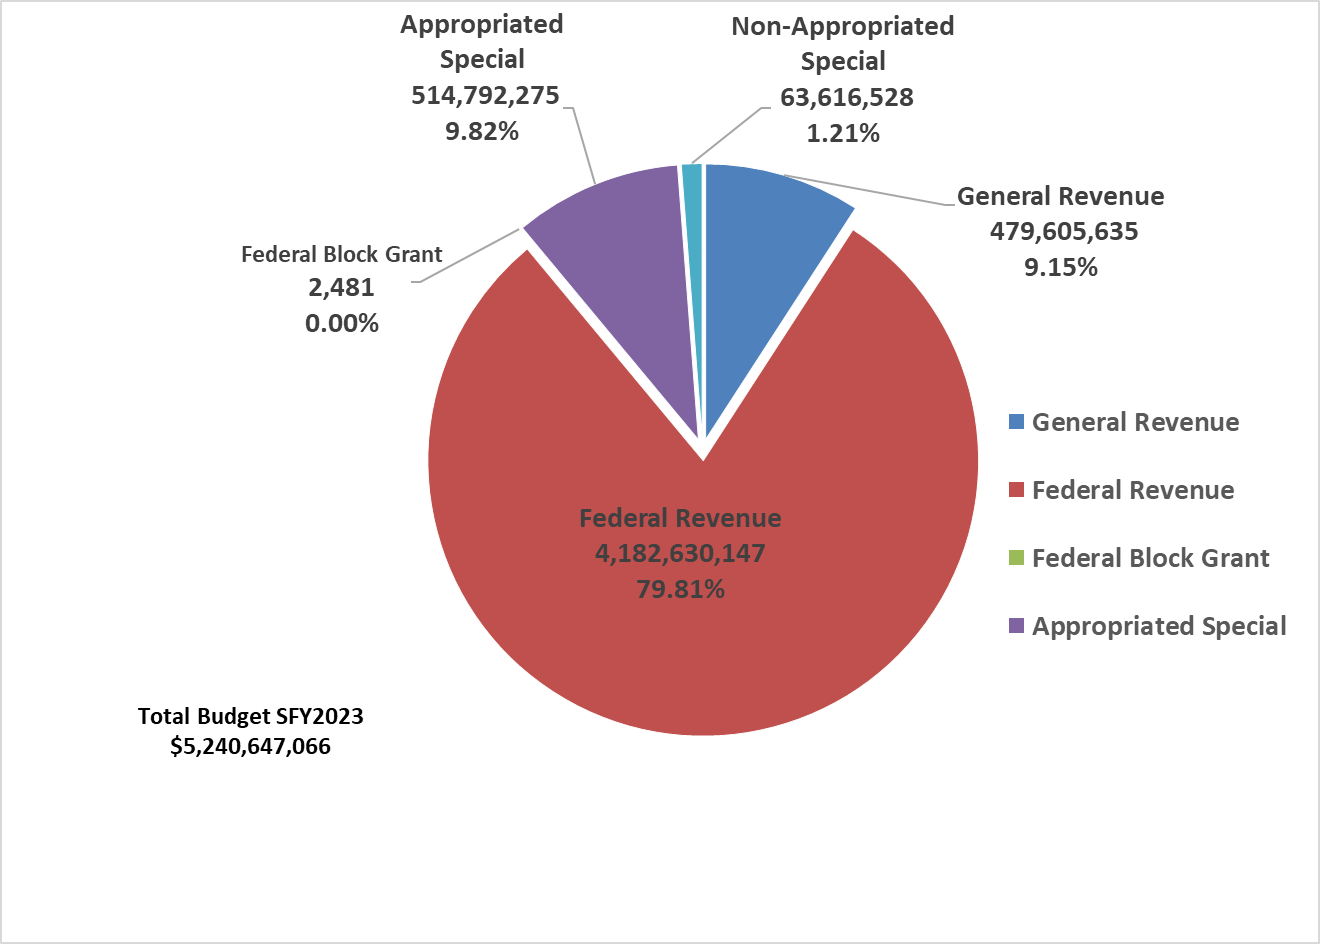 Appropriated
Special
514,792,275
9.82%
Non-Appropriated
Special
63,616,528
1.21%
General Revenue
479,605,635
9.15%
Federal Block Grant
2,481
0.00%
Federal Revenue
4,182,630,147
79.81%
General Revenue
Federal Revenue
Federal Block Grant
Appropriated Special
Total Budget SFY2023
$5,240,647,066